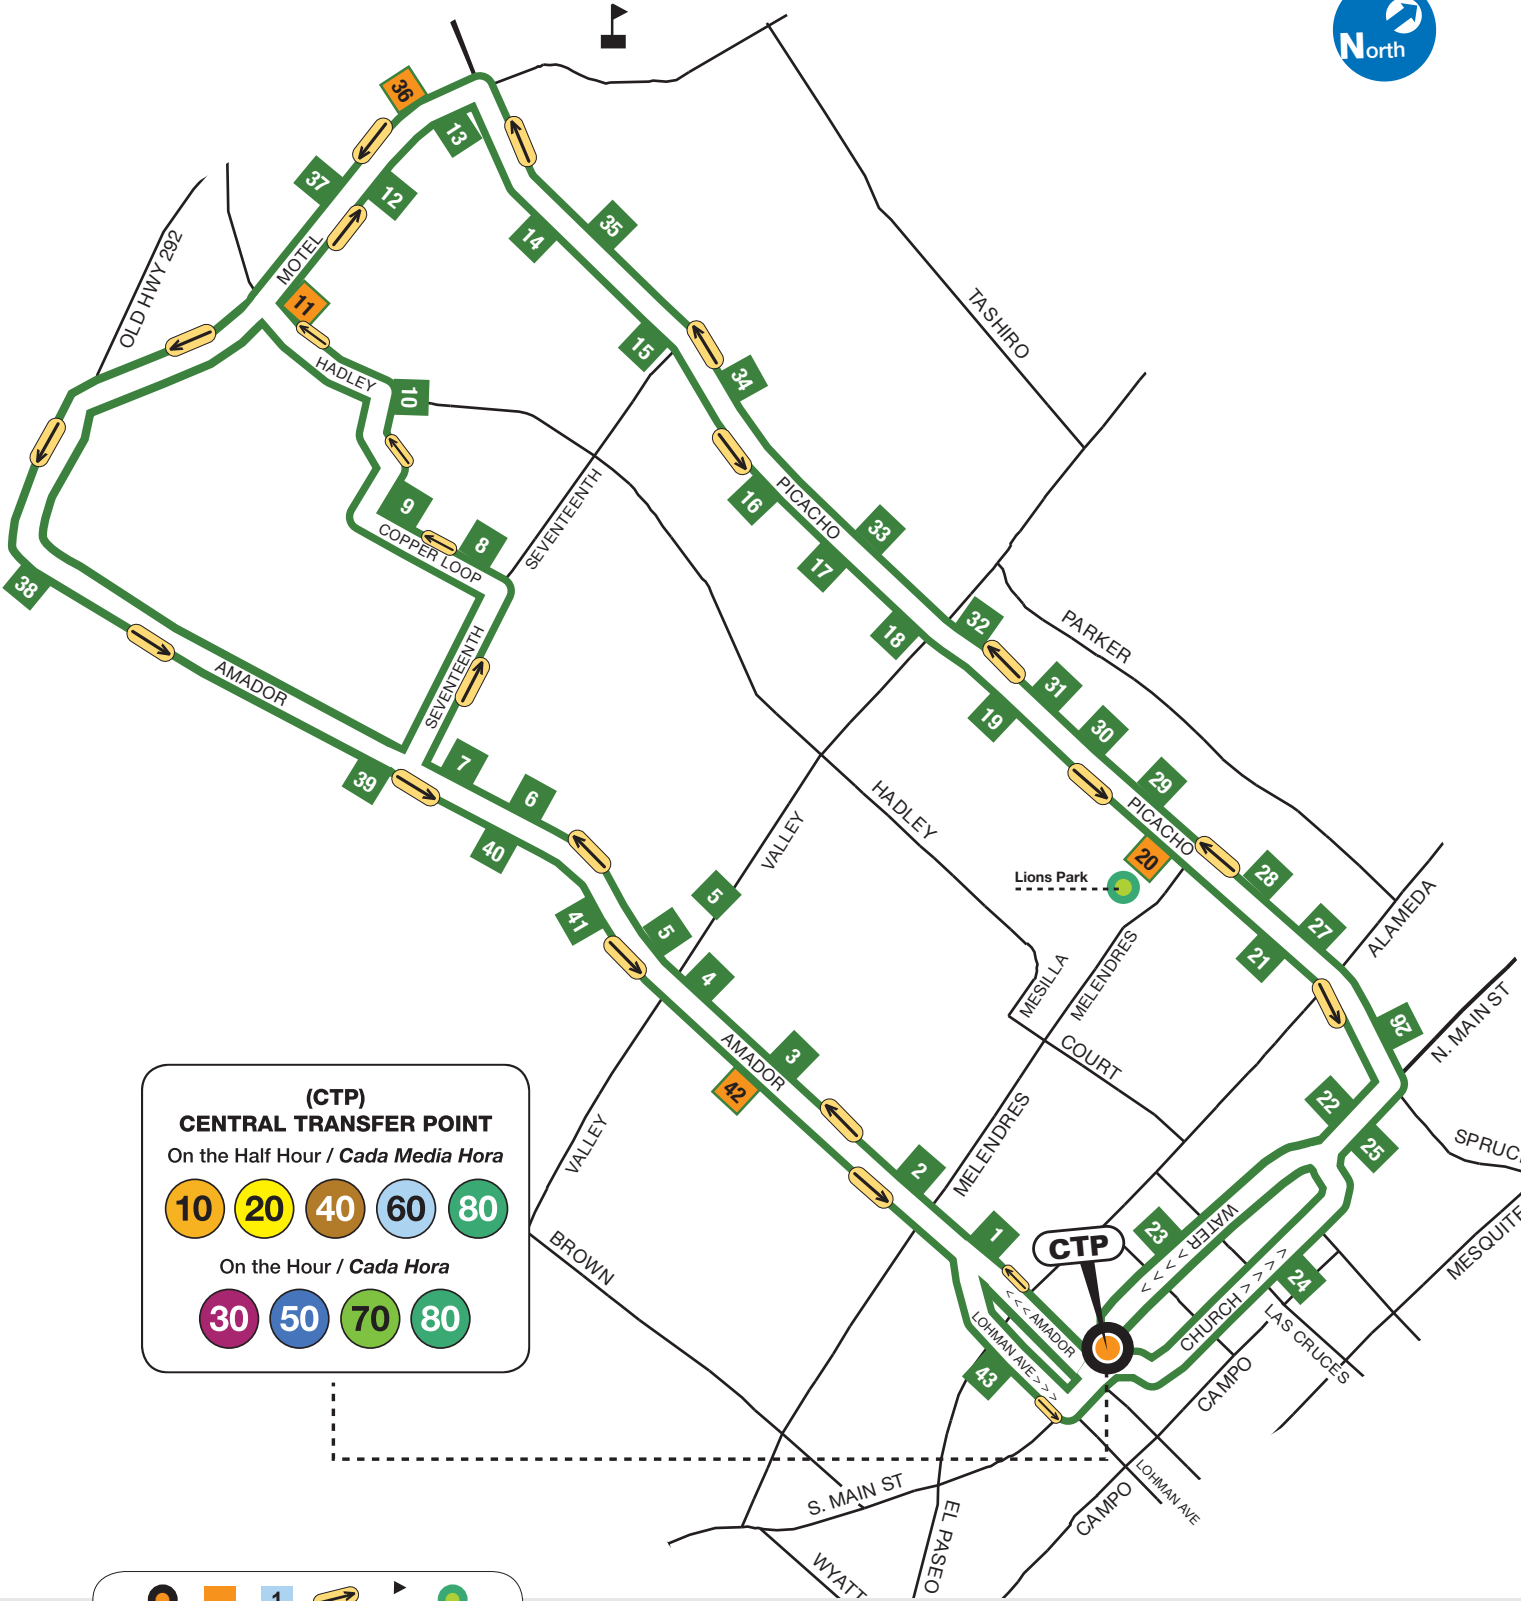 North
36
13
37
12
35
14
MOTEL
OLD HWY 292
11
TASHIRO
HADLEY
15
34
10
16
PICACHO
33
9
8
COPPER LOOP
SEVENTEENTH
17
38
18
32
PARKER
SEVENTEENTH
AMADOR
31
19
30
7
39
6
29
PICACHO
40
HADLEY
VALLEY
20
Lions Park
28
5
41
5
27
ALAMEDA
21
4
MELENDRES
MESILLA
26
N. MAIN ST
3
AMADOR
COURT
42
22
25
SPRUC
VALLEY
MELENDRES
2
(CTP)
CENTRAL TRANSFER POINT
On the Half Hour / Cada Media Hora
10 20 40 60 80
On the Hour / Cada Hora
30 50 70 80
1
CTP
23
WATER > > > >
24
MESQUITE
BROWN
< < < AMADOR
LOHMAN AVE > > >
CHURCH > > > >
LAS CRUCES
43
CAMPO
S. MAIN ST
LOHMAN AVE
CAMPO
EL PASEO
WYATT
1